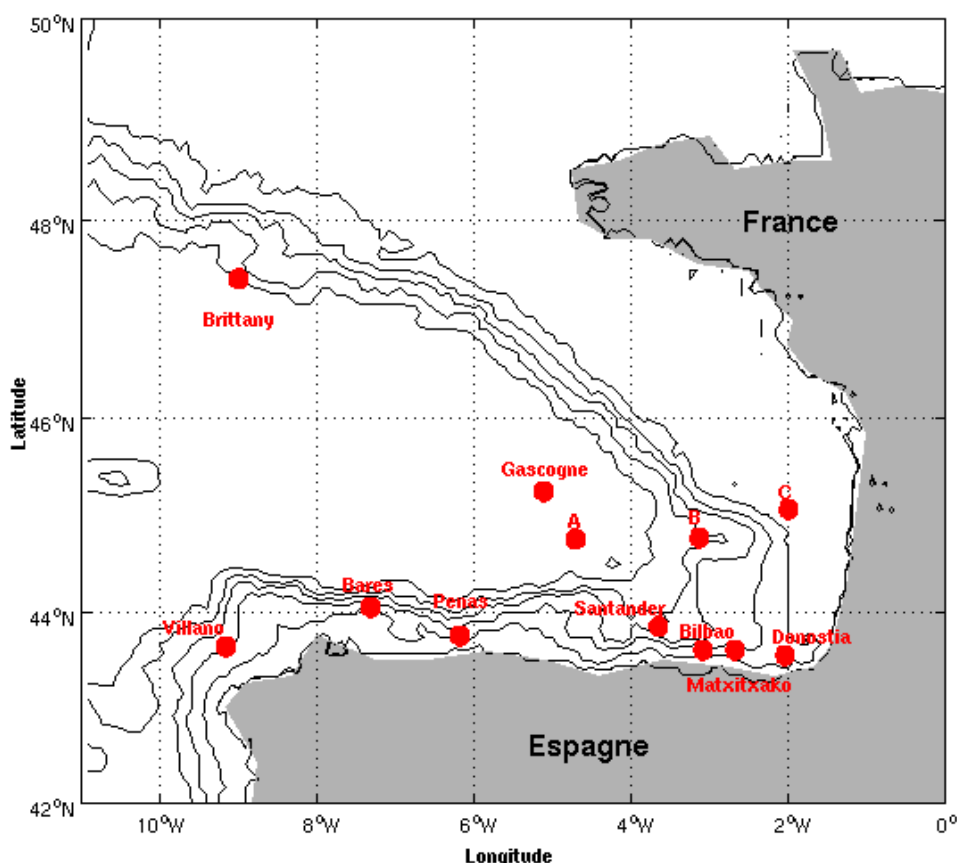 50°N
48°N
46°N
44°N
42°N
Latitude
France
Brittany
Gascogne
A
B
C
Bares
Penas
Villano
Santander
Bilbao
Donostia
Matxitxako
Espagne
10°W
8°W
6°W
4°W
2°W
0°
Longitude